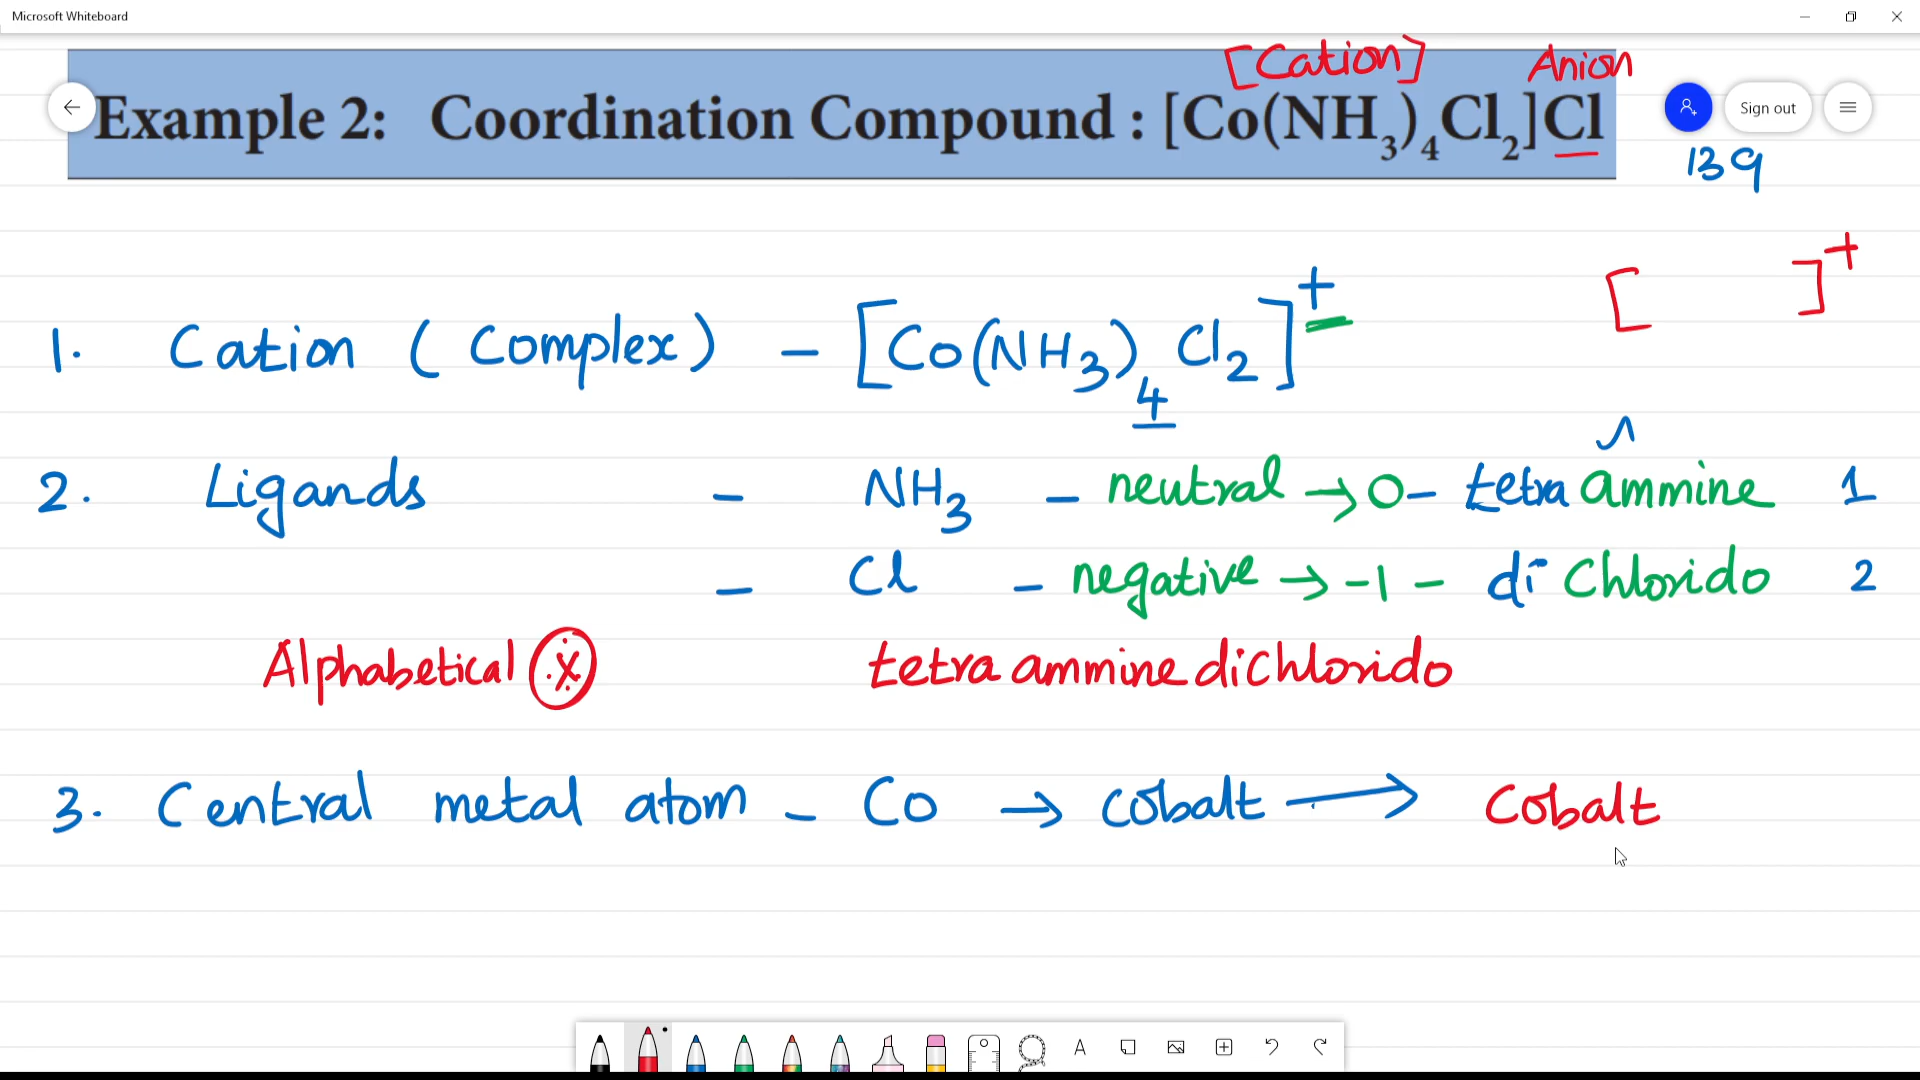 Microsoft Whiteboard
[Cation] Anion
Example 2: Coordination Compound : [Co(NH₃)₄Cl₂]Cl
Sign out
139
[ ]⁺
1. Cation (Complex) – [Co(NH₃)₄Cl₂]⁺
2. Ligands – NH₃ – neutral → 0 – tetra ammine 1
– Cl – negative → -1 – di Chlorido 2
Alphabetical tetra ammine dichlorido
3. Central metal atom – Co → Cobalt → Cobalt
A